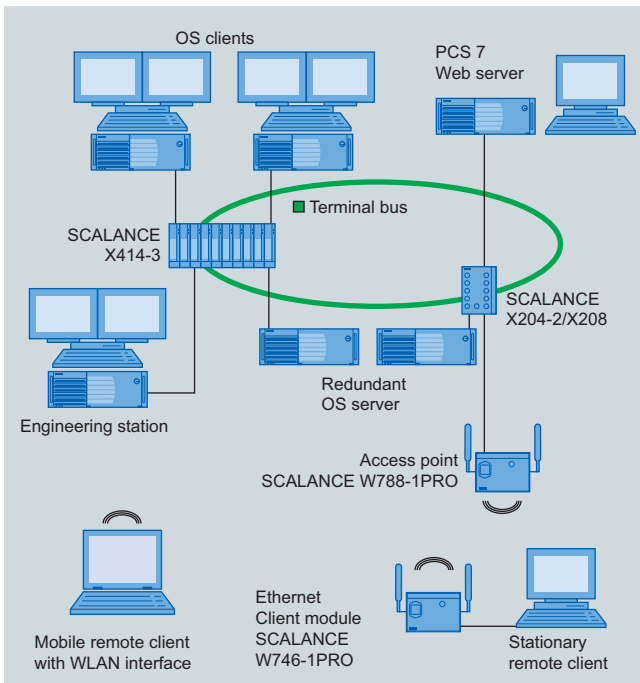 OS clients
PCS 7
Web server
Terminal bus
SCALANCE
X414-3
SCALANCE
X204-2/X208
Redundant
OS server
Engineering station
Access point
SCALANCE W788-1PRO
Ethernet
Client module
SCALANCE
W746-1PRO
Mobile remote client
with WLAN interface
Stationary
remote client